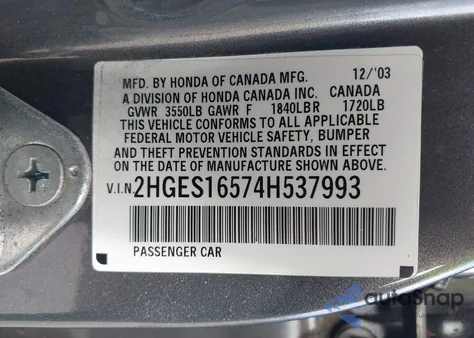 MFD. BY HONDA OF CANADA MFG. 12/'03
A DIVISION OF HONDA CANADA INC. CANADA
GVWR 3550LB GAWR F 1840LBR 1720LB
THIS VEHICLE CONFORMS TO ALL APPLICABLE
FEDERAL MOTOR VEHICLE SAFETY, BUMPER
AND THEFT PREVENTION STANDARDS IN EFFECT
ON THE DATE OF MANUFACTURE SHOWN ABOVE.
V.I.N. 2HGES16574H537993
PASSENGER CAR
autoSnap